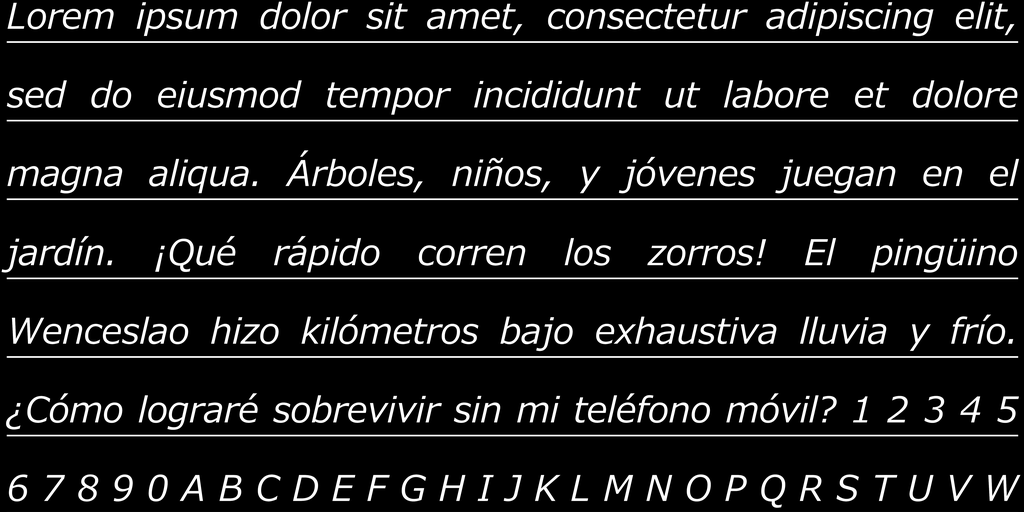 Lorem ipsum dolor sit amet, consectetur adipiscing elit,
sed do eiusmod tempor incididunt ut labore et dolore
magna aliqua. Árboles, niños, y jóvenes juegan en el
jardín. ¡Qué rápido corren los zorros! El pingüino
Wenceslao hizo kilómetros bajo exhaustiva lluvia y frío.
¿Cómo lograré sobrevivir sin mi teléfono móvil? 1 2 3 4 5
6 7 8 9 0 A B C D E F G H I J K L M N O P Q R S T U V W